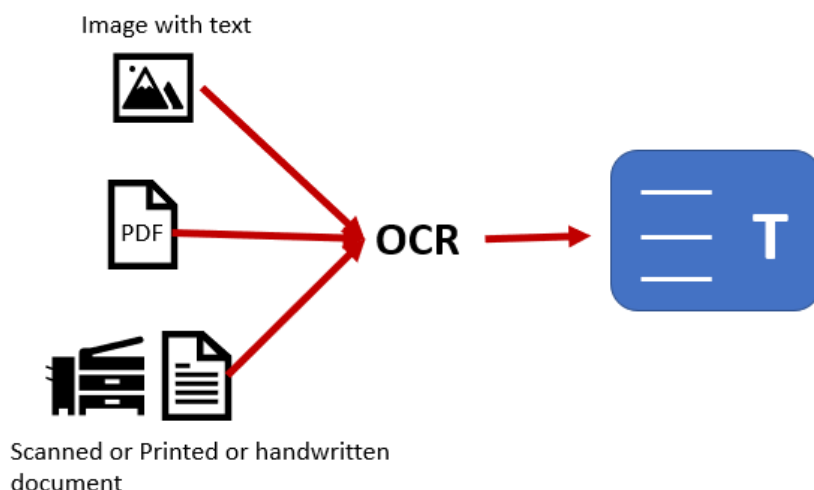 Image with text
PDF
OCR
T
Scanned or Printed or handwritten
document